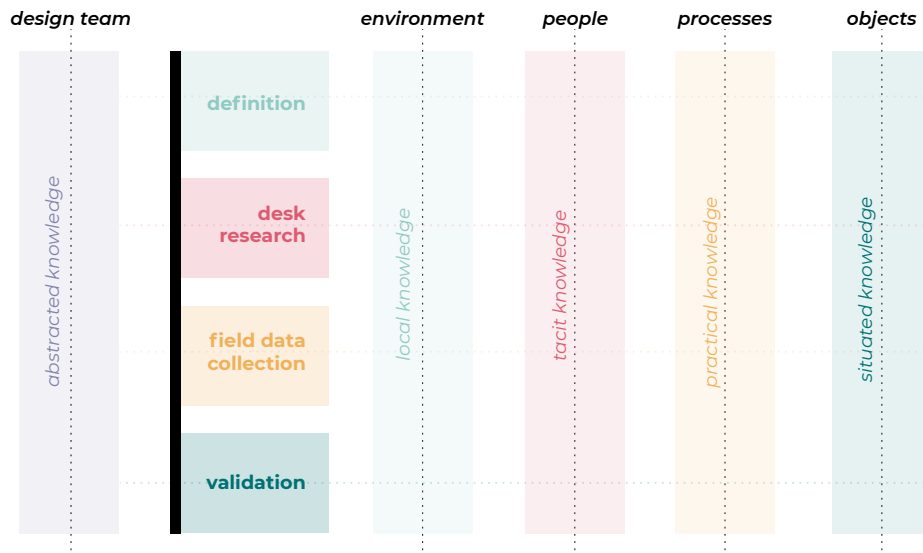 design team
environment
people
processes
objects
definition
desk
research
field data
collection
validation
abstracted knowledge
local knowledge
tacit knowledge
practical knowledge
situated knowledge